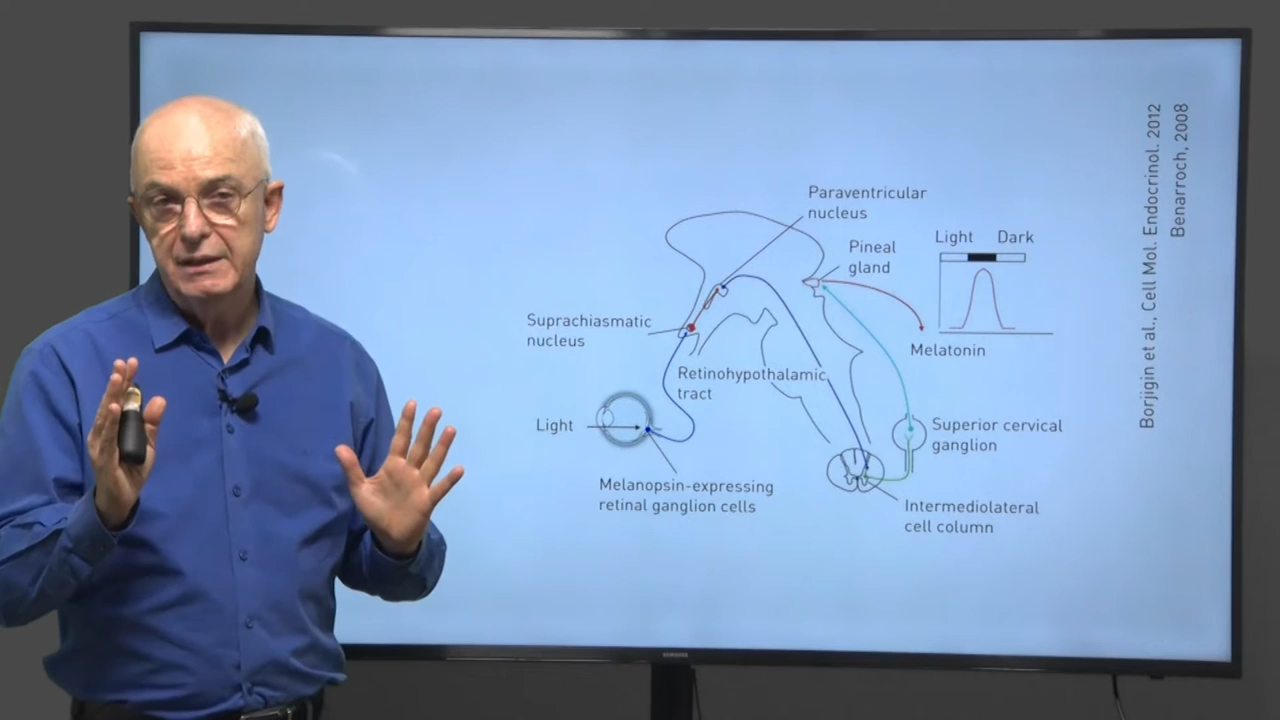 Paraventricular
nucleus
Light Dark
Pineal
gland
Suprachiasmatic
nucleus
Melatonin
Retinohypothalamic
tract
Light
Superior cervical
ganglion
Melanopsin-expressing
retinal ganglion cells
Intermediolateral
cell column
Borjigin et al., Cell Mol. Endocrinol. 2012
Benarroch, 2008
SAMSUNG